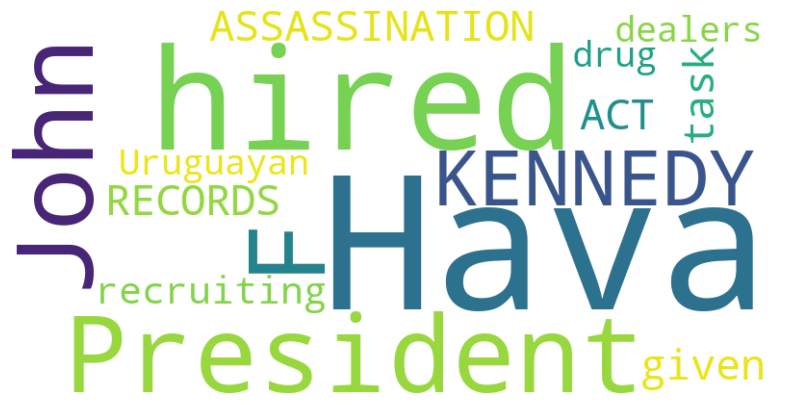 ASSASSINATION
dealers
hired
drug
task
John
ACT
Uruguayan
KENNEDY
RECORDS
Hava
F
recruiting
President
given